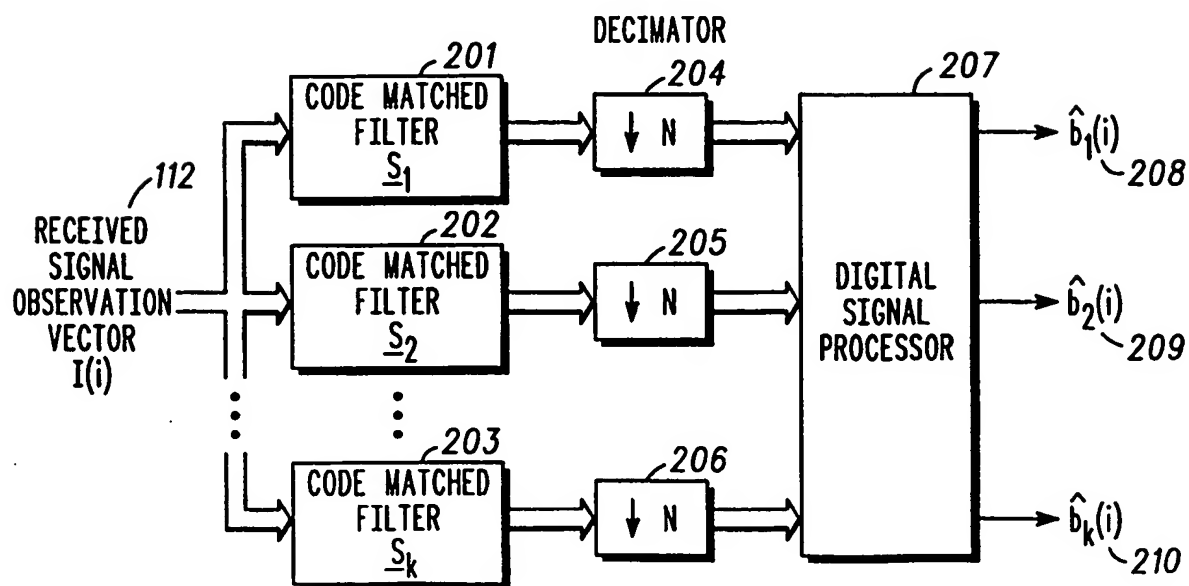 DECIMATOR
201
CODE MATCHED
FILTER
S1
204
↓ N
207
DIGITAL
SIGNAL
PROCESSOR
b̂1(i)
208
112
RECEIVED
SIGNAL
OBSERVATION
VECTOR
I(i)
202
CODE MATCHED
FILTER
S2
205
↓ N
b̂2(i)
209
203
CODE MATCHED
FILTER
Sk
206
↓ N
b̂k(i)
210